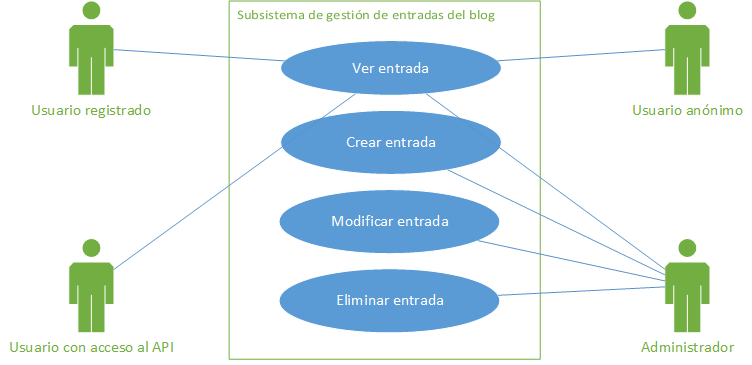 Subsistema de gestión de entradas del blog
Ver entrada
Usuario registrado
Usuario anónimo
Crear entrada
Modificar entrada
Eliminar entrada
Usuario con acceso al API
Administrador